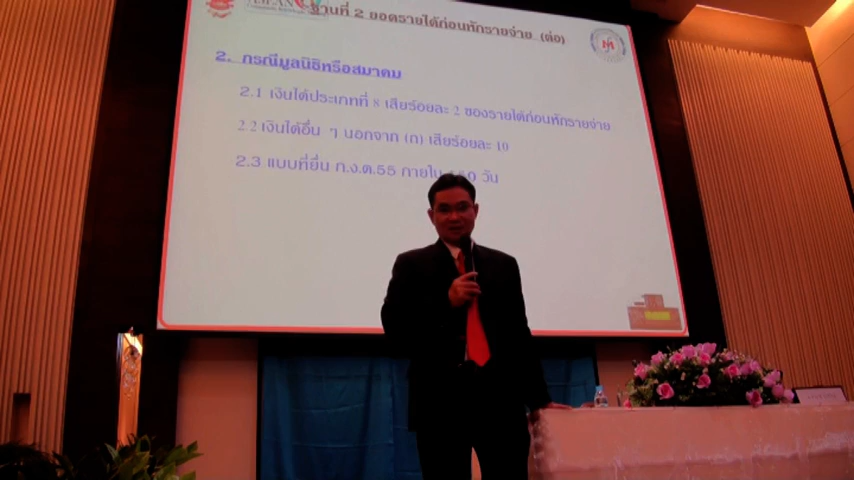 ฐานที่ 2 ยอดรายได้ก่อนหักรายจ่าย (ต่อ)
2. กรณีมูลนิธิหรือสมาคม
2.1 เงินได้ประเภทที่ 8 เสียร้อยละ 2 ของรายได้ก่อนหักรายจ่าย
2.2 เงินได้อื่น ๆ นอกจาก (ก) เสียร้อยละ 10
2.3 แบบที่ยื่น ภ.ง.ด.55 ภายใน 150 วัน